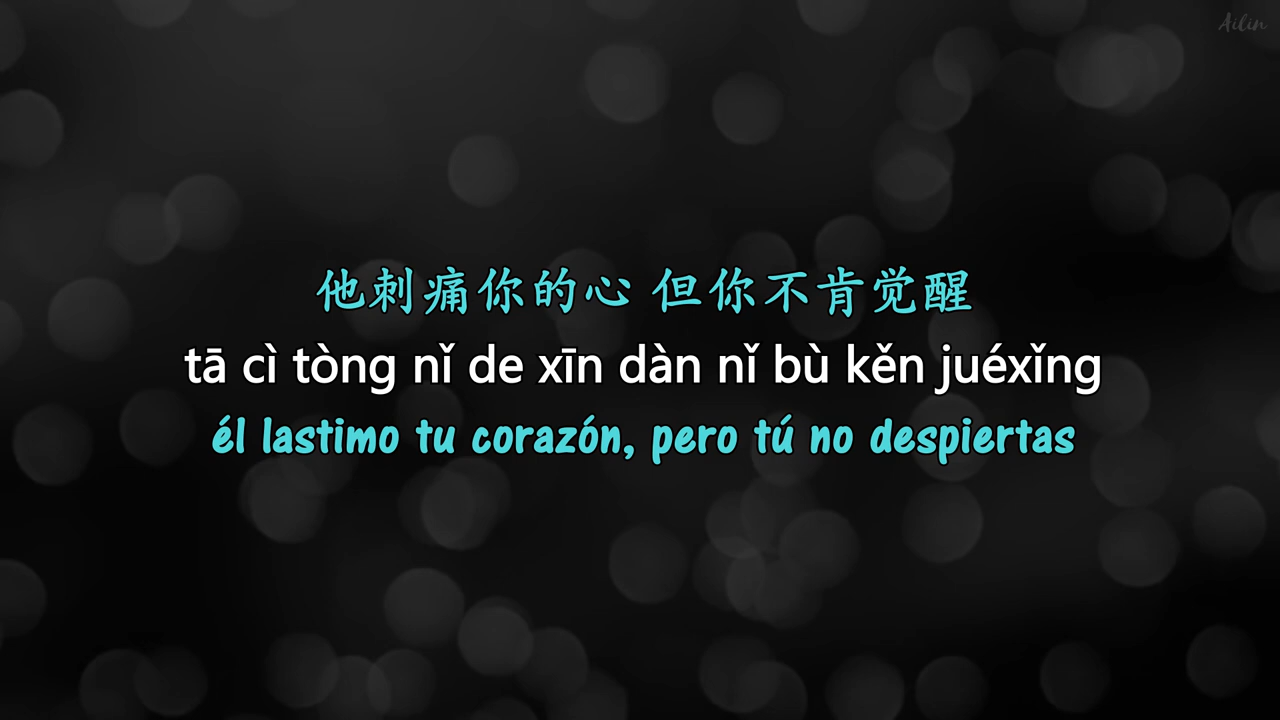 Ailin
他刺痛你的心 但你不肯觉醒
tā cì tòng nǐ de xīn dàn nǐ bù kěn juéxǐng
él lastimo tu corazón, pero tú no despiertas